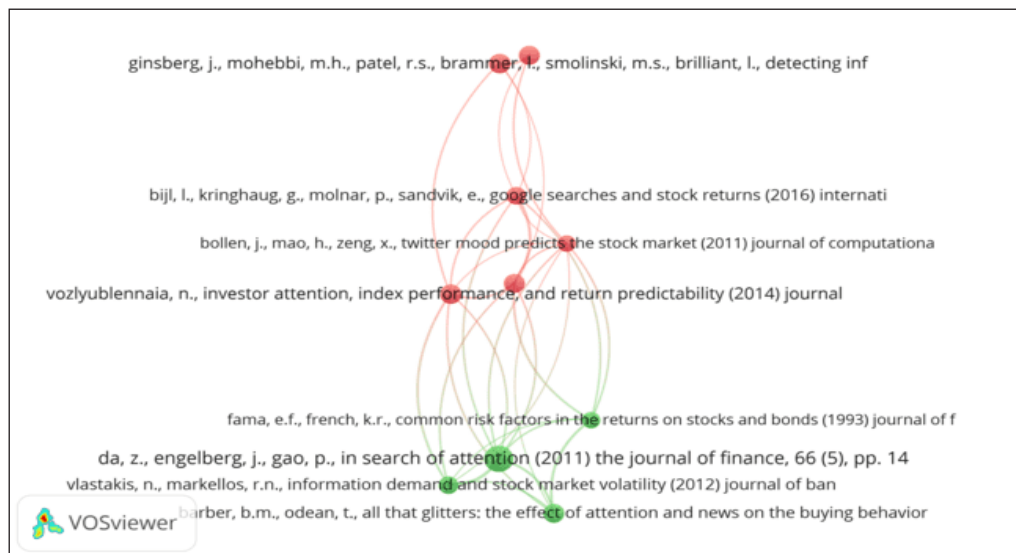 ginsberg, j., mohebbi, m.h., patel, r.s., brammer, l., smolinski, m.s., brilliant, l., detecting inf
bijl, l., kringhaug, g., molnar, p., sandvik, e., google searches and stock returns (2016) internati
bollen, j., mao, h., zeng, x., twitter mood predicts the stock market (2011) journal of computationa
vozlyublennaia, n., investor attention, index performance, and return predictability (2014) journal
fama, e.f., french, k.r., common risk factors in the returns on stocks and bonds (1993) journal of f
da, z., engelberg, j., gao, p., in search of attention (2011) the journal of finance, 66 (5), pp. 14
vlastakis, n., markellos, r.n., information demand and stock market volatility (2012) journal of ban
barber, b.m., odean, t., all that glitters: the effect of attention and news on the buying behavior
VOSviewer